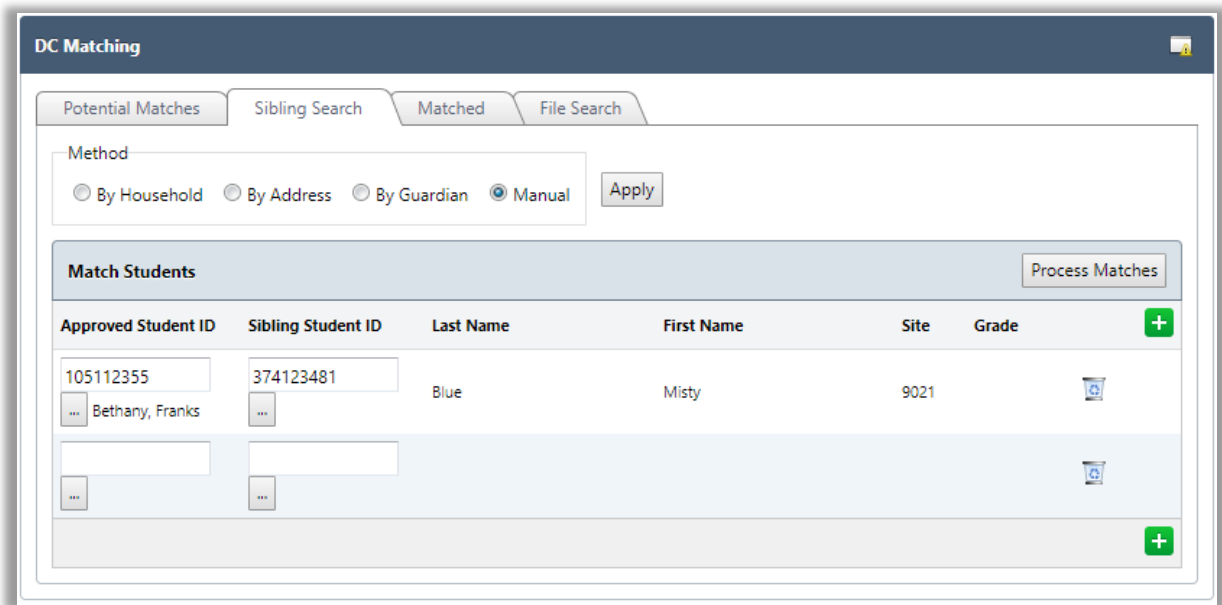 DC Matching
Potential Matches Sibling Search Matched File Search
Method
By Household By Address By Guardian Manual Apply
Match Students Process Matches
Approved Student ID Sibling Student ID Last Name First Name Site Grade +
105112355 374123481 Blue Misty 9021
... Bethany, Franks ...
... ...
+